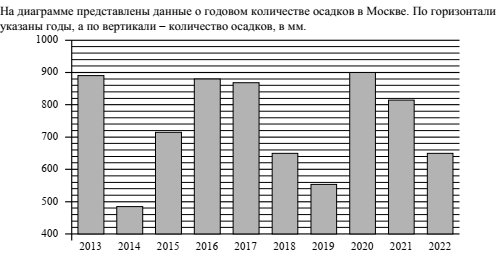 На диаграмме представлены данные о годовом количестве осадков в Москве. По горизонтали
указаны годы, а по вертикали – количество осадков, в мм.
1000
900
800
700
600
500
400
2013 2014 2015 2016 2017 2018 2019 2020 2021 2022